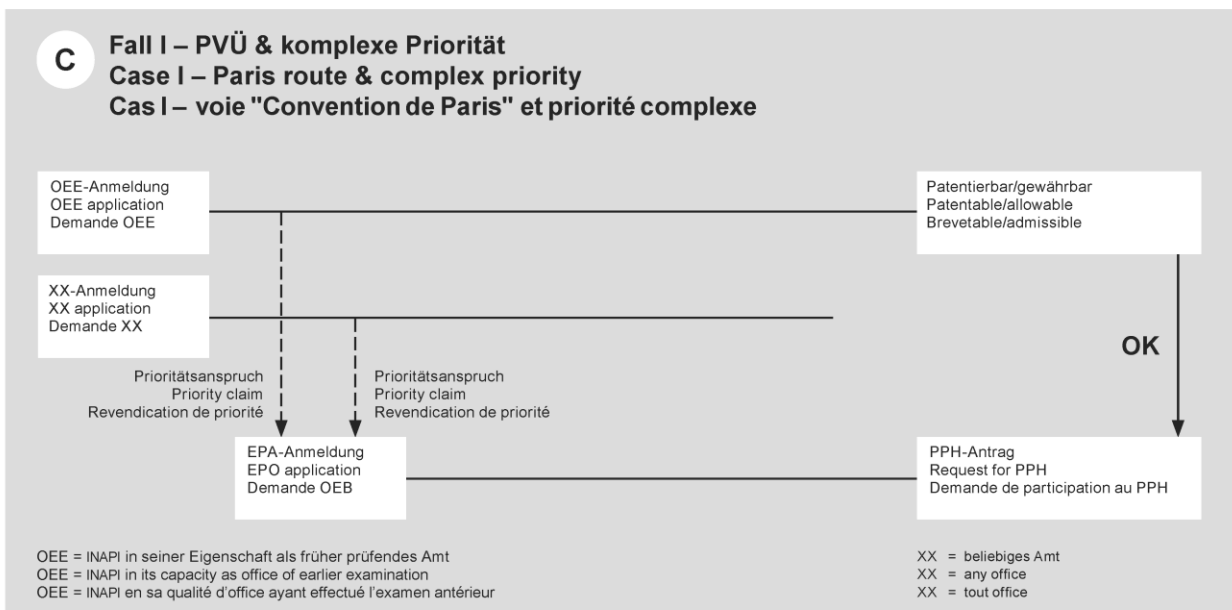 C
Fall I – PVÜ & komplexe Priorität
Case I – Paris route & complex priority
Cas I – voie "Convention de Paris" et priorité complexe
OEE-Anmeldung
OEE application
Demande OEE
Patentierbar/gewährbar
Patentable/allowable
Brevetable/admissible
XX-Anmeldung
XX application
Demande XX
OK
Prioritätsanspruch
Priority claim
Revendication de priorité
Prioritätsanspruch
Priority claim
Revendication de priorité
EPA-Anmeldung
EPO application
Demande OEB
PPH-Antrag
Request for PPH
Demande de participation au PPH
OEE = INAPI in seiner Eigenschaft als früher prüfendes Amt
OEE = INAPI in its capacity as office of earlier examination
OEE = INAPI en sa qualité d'office ayant effectué l'examen antérieur
XX = beliebiges Amt
XX = any office
XX = tout office